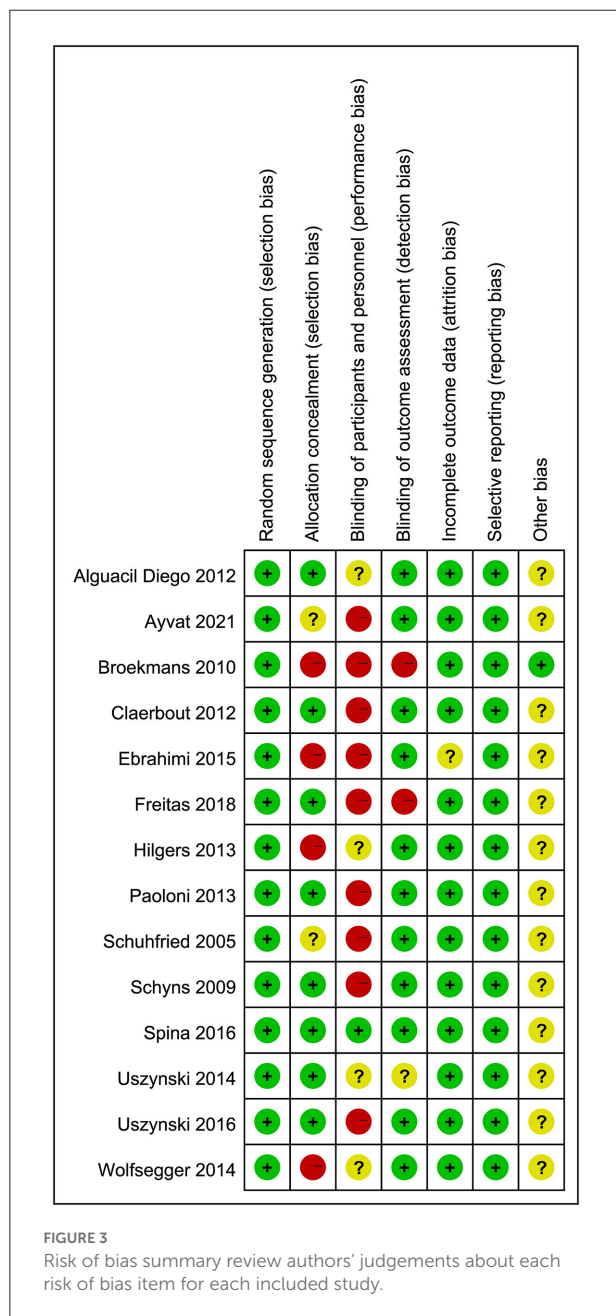 Random sequence generation (selection bias)
Allocation concealment (selection bias)
Blinding of participants and personnel (performance bias)
Blinding of outcome assessment (detection bias)
Incomplete outcome data (attrition bias)
Selective reporting (reporting bias)
Other bias
Alguacil Diego 2012 + + ? + + + ?
Ayvat 2021 + ? - + + + ?
Broekmans 2010 + - - - + + +
Claerbout 2012 + + - + + + ?
Ebrahimi 2015 + - - + ? + ?
Freitas 2018 + + - - + + ?
Hilgers 2013 + - ? + + + ?
Paoloni 2013 + + - + + + ?
Schuhfried 2005 + ? - + + + ?
Schyns 2009 + + - + + + ?
Spina 2016 + + + + + + ?
Uszynski 2014 + + ? ? + + ?
Uszynski 2016 + + - + + + ?
Wolfsegger 2014 + - ? + + + ?
FIGURE 3
Risk of bias summary review authors' judgements about each
risk of bias item for each included study.